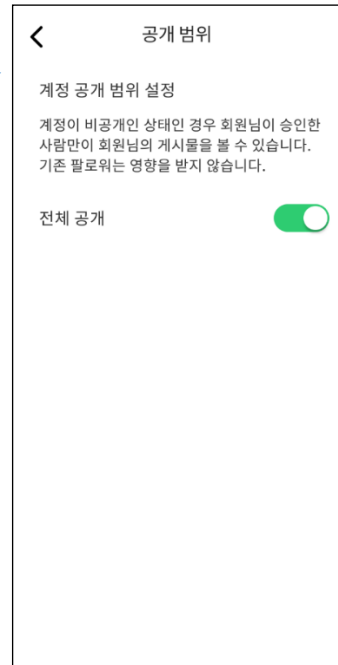 공개 범위
계정 공개 범위 설정
계정이 비공개인 상태인 경우 회원님이 승인한
사람만이 회원님의 게시물을 볼 수 있습니다.
기존 팔로워는 영향을 받지 않습니다.
전체 공개